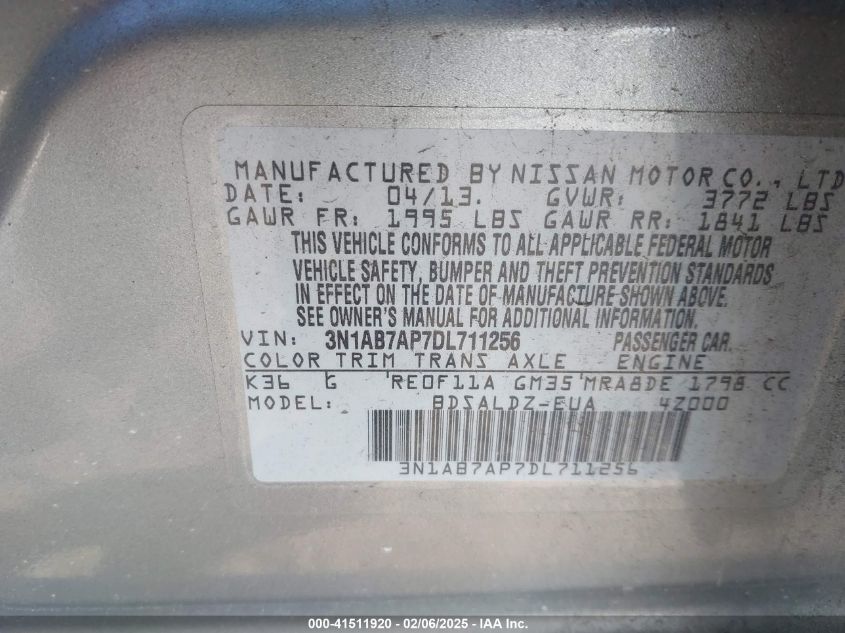 MANUFACTURED BY NISSAN MOTOR CO., LTD
DATE: 04/13. GVWR: 3772 LBS
GAWR FR: 1995 LBS GAWR RR: 1841 LBS
THIS VEHICLE CONFORMS TO ALL APPLICABLE FEDERAL MOTOR
VEHICLE SAFETY, BUMPER AND THEFT PREVENTION STANDARDS
IN EFFECT ON THE DATE OF MANUFACTURE SHOWN ABOVE.
SEE OWNER'S MANUAL FOR ADDITIONAL INFORMATION.
VIN: 3N1AB7AP7DL711256 PASSENGER CAR.
COLOR TRIM TRANS AXLE ENGINE
K36 G RE0F11A GM35 MRA8DE 1798 CC
MODEL: BDSALDZ-EUA 4Z000
3N1AB7AP7DL711256
000-41511920 - 02/06/2025 - IAA Inc.